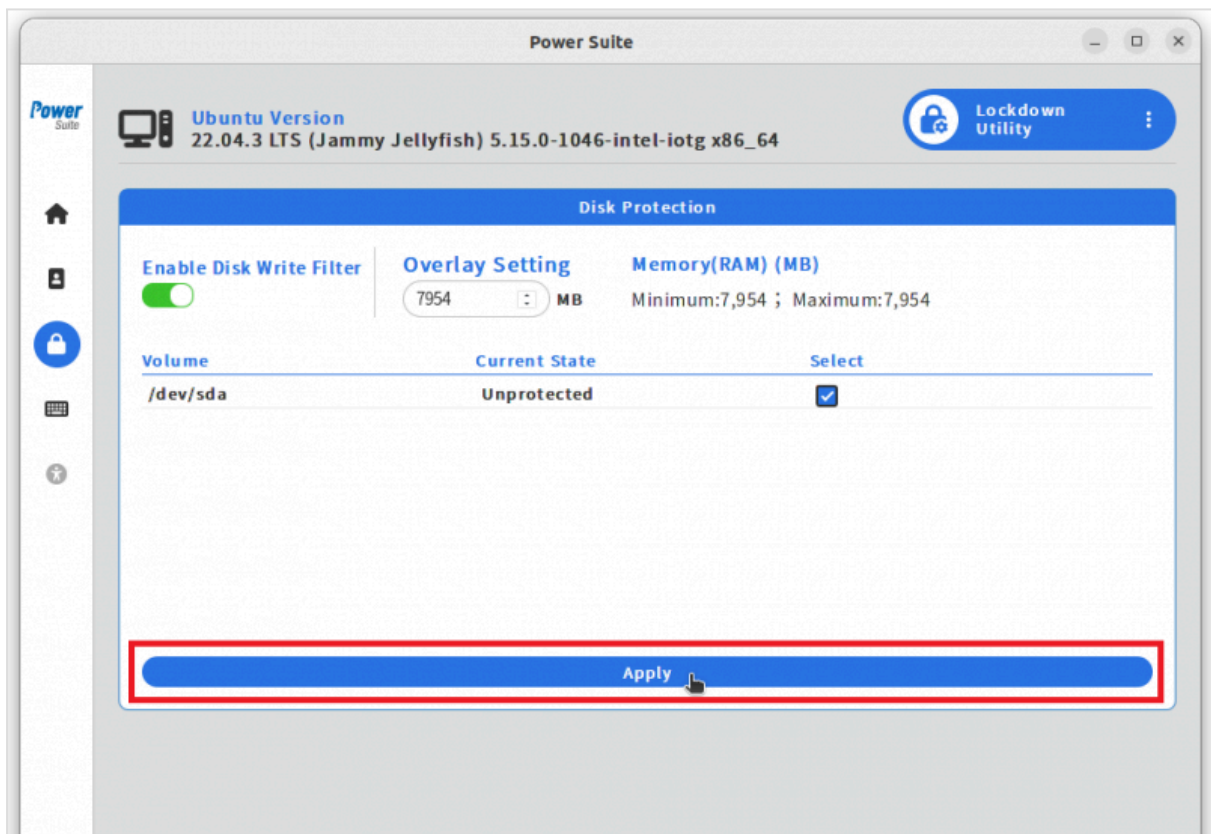 Power Suite
Power
Suite
Ubuntu Version
22.04.3 LTS (Jammy Jellyfish) 5.15.0-1046-intel-iotg x86_64
Lockdown
Utility
Disk Protection
Enable Disk Write Filter
Overlay Setting
7954 MB
Memory(RAM) (MB)
Minimum:7,954 ; Maximum:7,954
Volume Current State Select
/dev/sda Unprotected
Apply